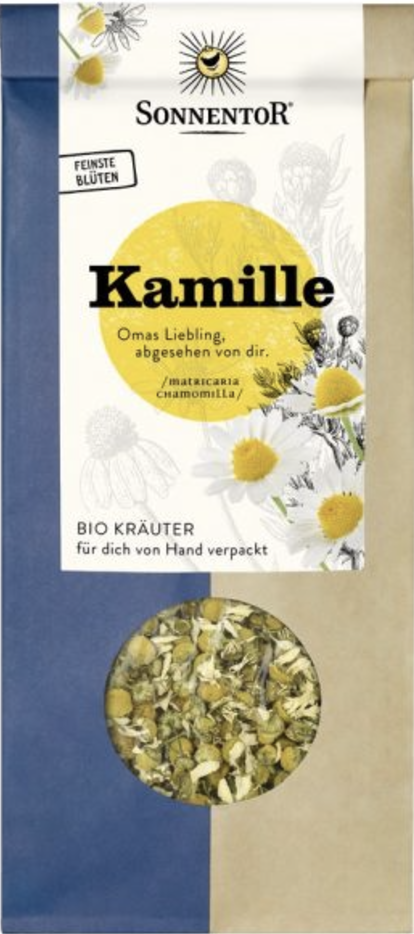 SONNENTOR®
FEINSTE
BLÜTEN
Kamille
Omas Liebling,
abgesehen von dir.
/matricaria
chamomilla/
BIO KRÄUTER
für dich von Hand verpackt